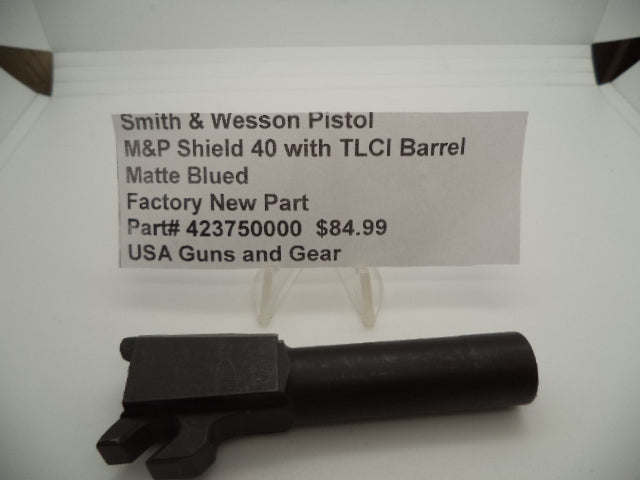 Smith & Wesson Pistol
M&P Shield 40 with TLCI Barrel
Matte Blued
Factory New Part
Part# 423750000 $84.99
USA Guns and Gear